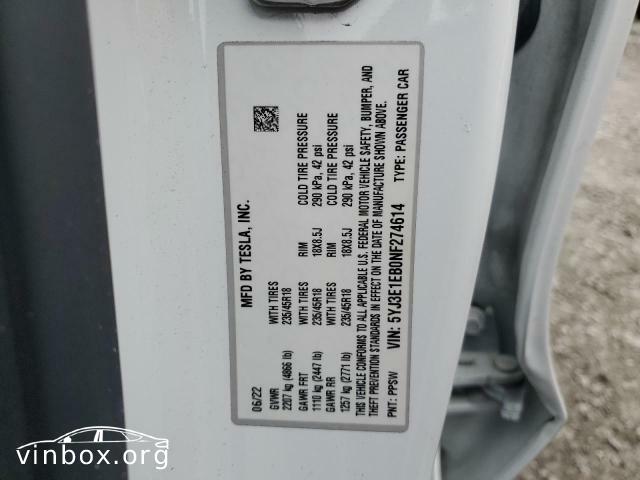 MFD BY TESLA, INC.
06/22
GVWR WITH TIRES RIM COLD TIRE PRESSURE
2207 kg (4866 lb) 235/45R18 18X8.5J 290 kPa, 42 psi
GAWR FRT WITH TIRES RIM COLD TIRE PRESSURE
1110 kg (2447 lb) 235/45R18 18X8.5J 290 kPa, 42 psi
GAWR RR WITH TIRES
1257 kg (2771 lb) 235/45R18
THIS VEHICLE CONFORMS TO ALL APPLICABLE U.S. FEDERAL MOTOR VEHICLE SAFETY, BUMPER, AND
THEFT PREVENTION STANDARDS IN EFFECT ON THE DATE OF MANUFACTURE SHOWN ABOVE.
VIN: 5YJ3E1EB0NF274614
PNT: PPSW TYPE: PASSENGER CAR
vinbox.org